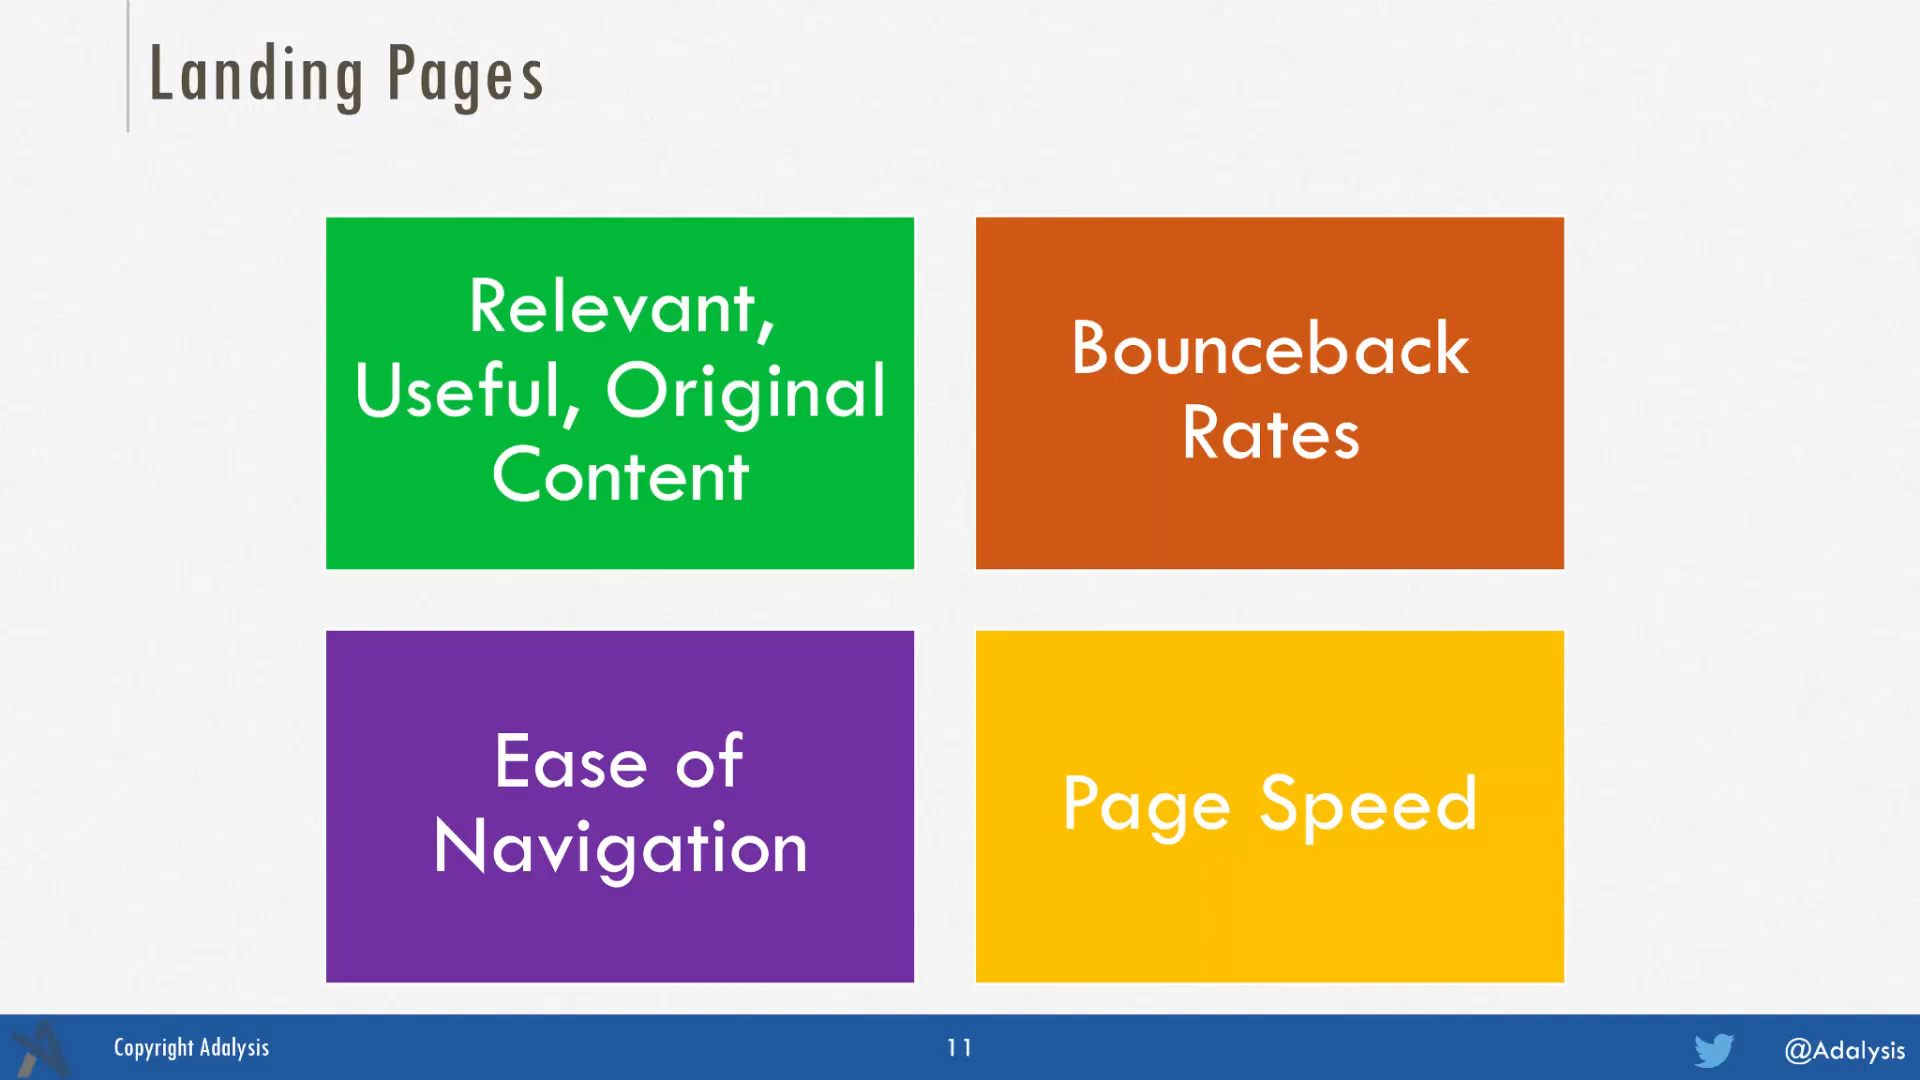 Landing Pages
Relevant,
Useful, Original
Content
Bounceback
Rates
Ease of
Navigation
Page Speed
Copyright Adalysis
11
@Adalysis